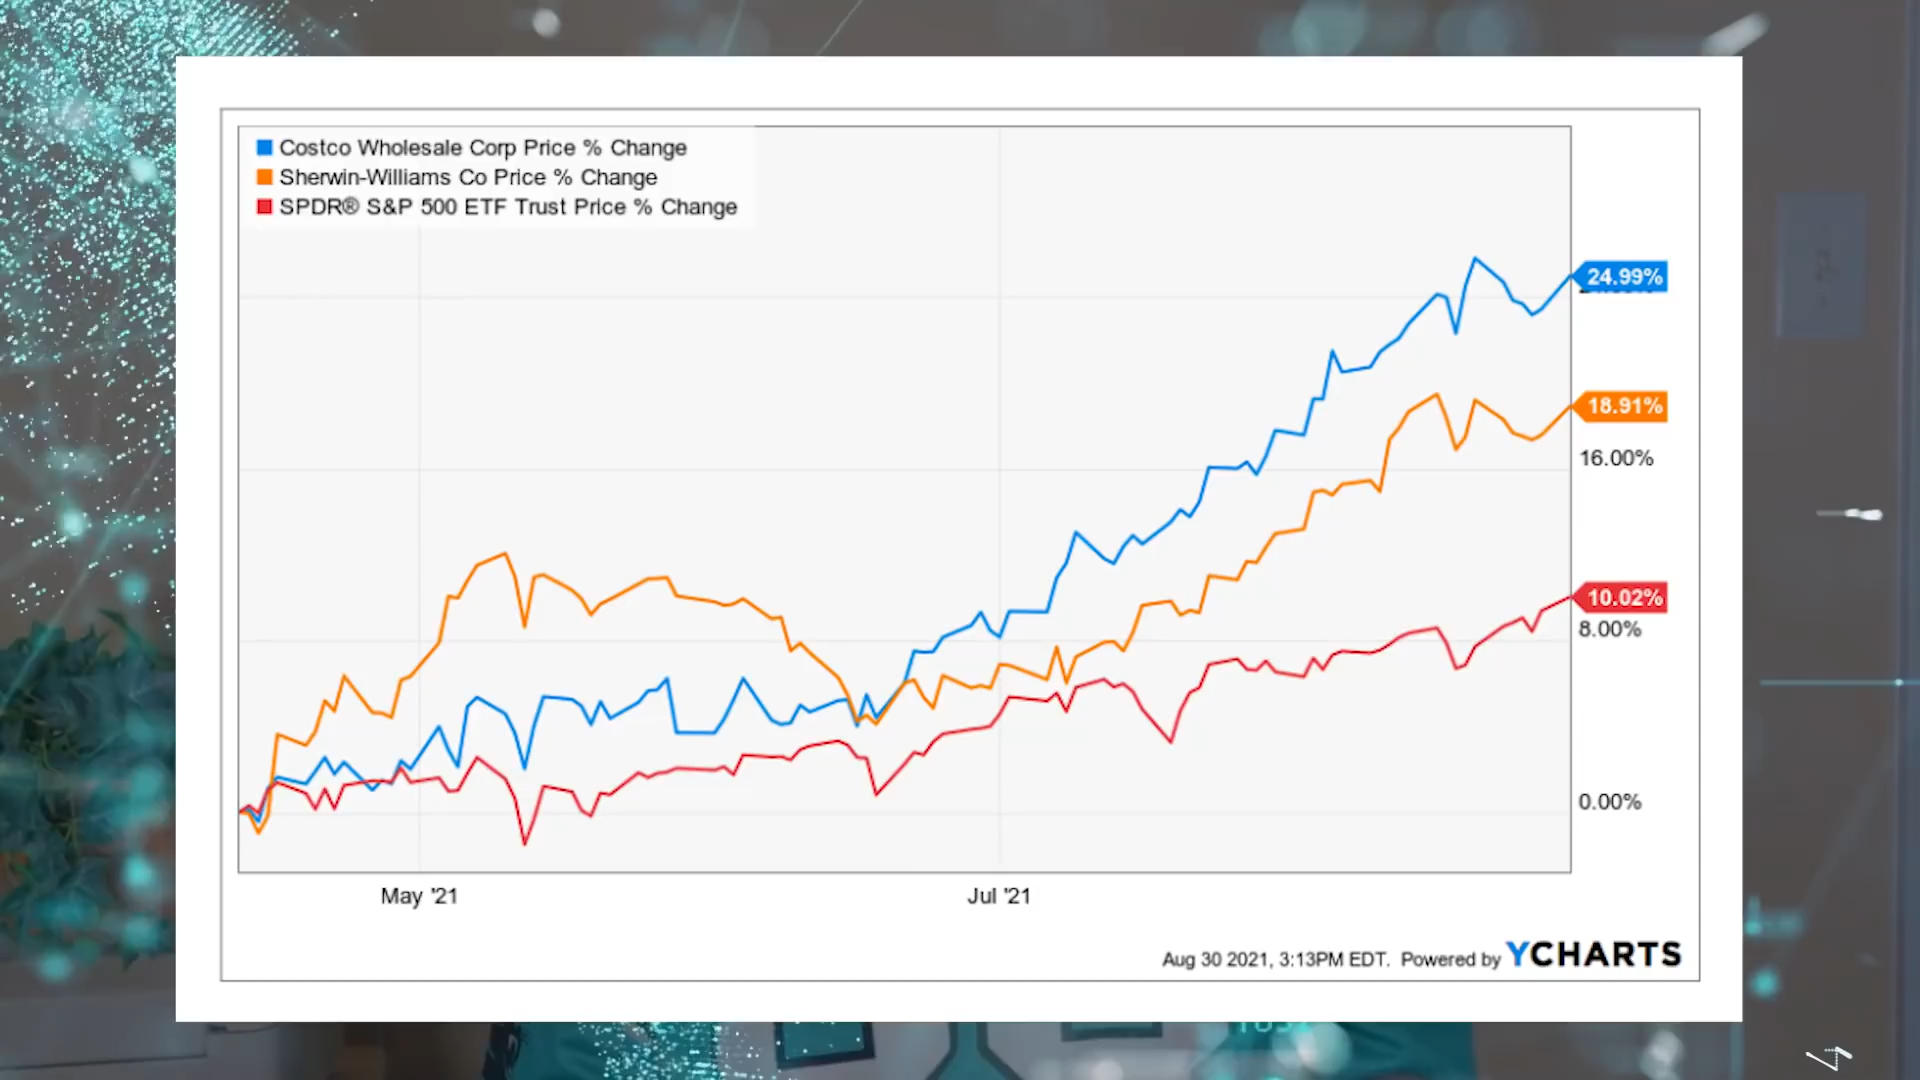 Costco Wholesale Corp Price % Change
Sherwin-Williams Co Price % Change
SPDR® S&P 500 ETF Trust Price % Change
24.99%
18.91%
16.00%
10.02%
8.00%
0.00%
May '21
Jul '21
Aug 30 2021, 3:13PM EDT. Powered by YCHARTS